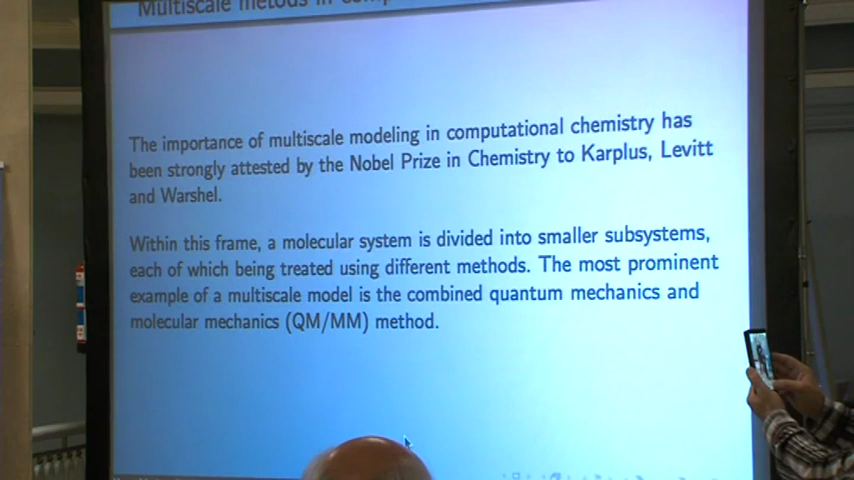 Multiscale metods in
The importance of multiscale modeling in computational chemistry has
been strongly attested by the Nobel Prize in Chemistry to Karplus, Levitt
and Warshel.
Within this frame, a molecular system is divided into smaller subsystems,
each of which being treated using different methods. The most prominent
example of a multiscale model is the combined quantum mechanics and
molecular mechanics (QM/MM) method.